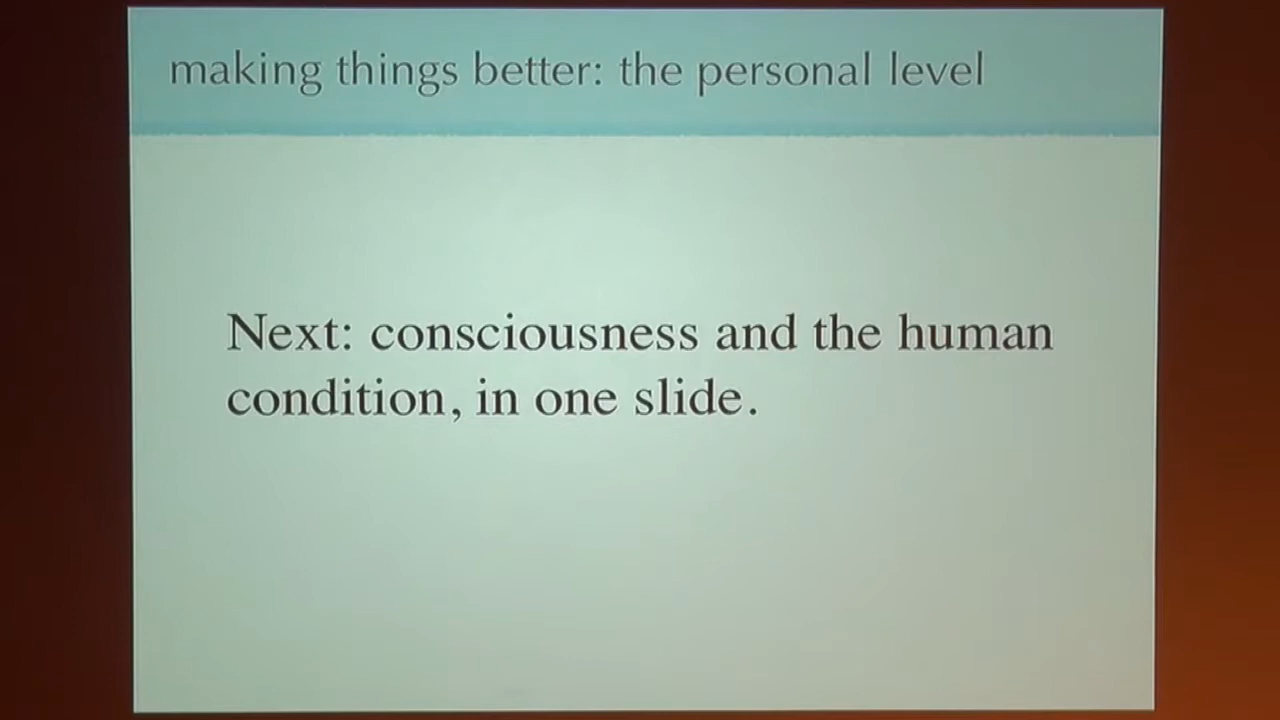 making things better: the personal level
Next: consciousness and the human
condition, in one slide.